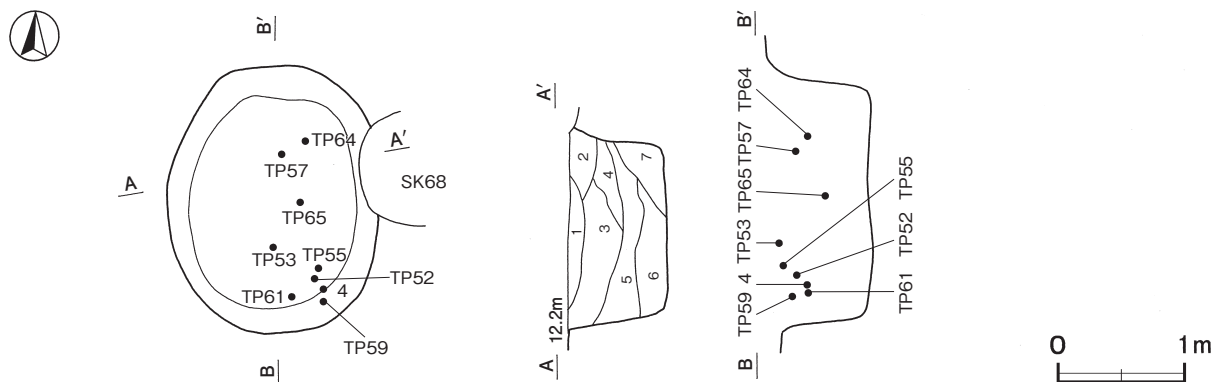 B′
TP64
A′
TP57
SK68
A
TP65
TP53
TP55
TP52
TP61
4
TP59
B
A′
2
7
4
1
3
5
6
12.2m
A
B′
TP64
TP57
TP65
TP53
4
TP59
TP55
TP52
TP61
B
0 1m